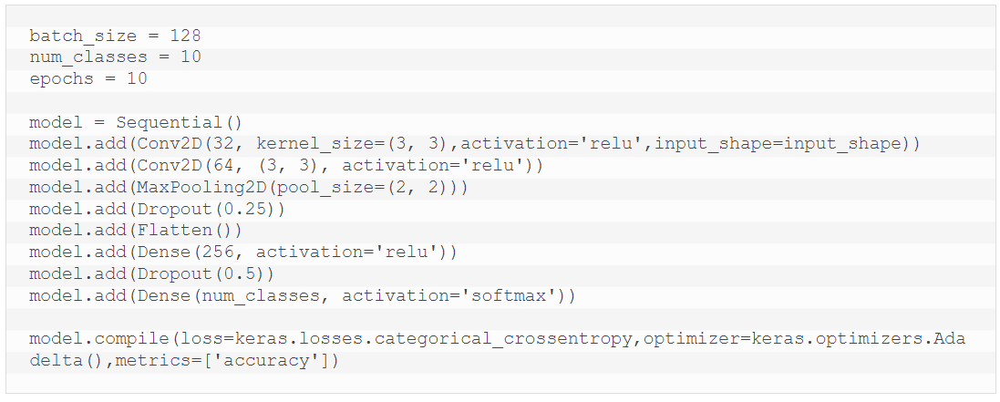 batch_size = 128
num_classes = 10
epochs = 10
model = Sequential()
model.add(Conv2D(32, kernel_size=(3, 3),activation='relu',input_shape=input_shape))
model.add(Conv2D(64, (3, 3), activation='relu'))
model.add(MaxPooling2D(pool_size=(2, 2)))
model.add(Dropout(0.25))
model.add(Flatten())
model.add(Dense(256, activation='relu'))
model.add(Dropout(0.5))
model.add(Dense(num_classes, activation='softmax'))
model.compile(loss=keras.losses.categorical_crossentropy,optimizer=keras.optimizers.Ada
delta(),metrics=['accuracy'])